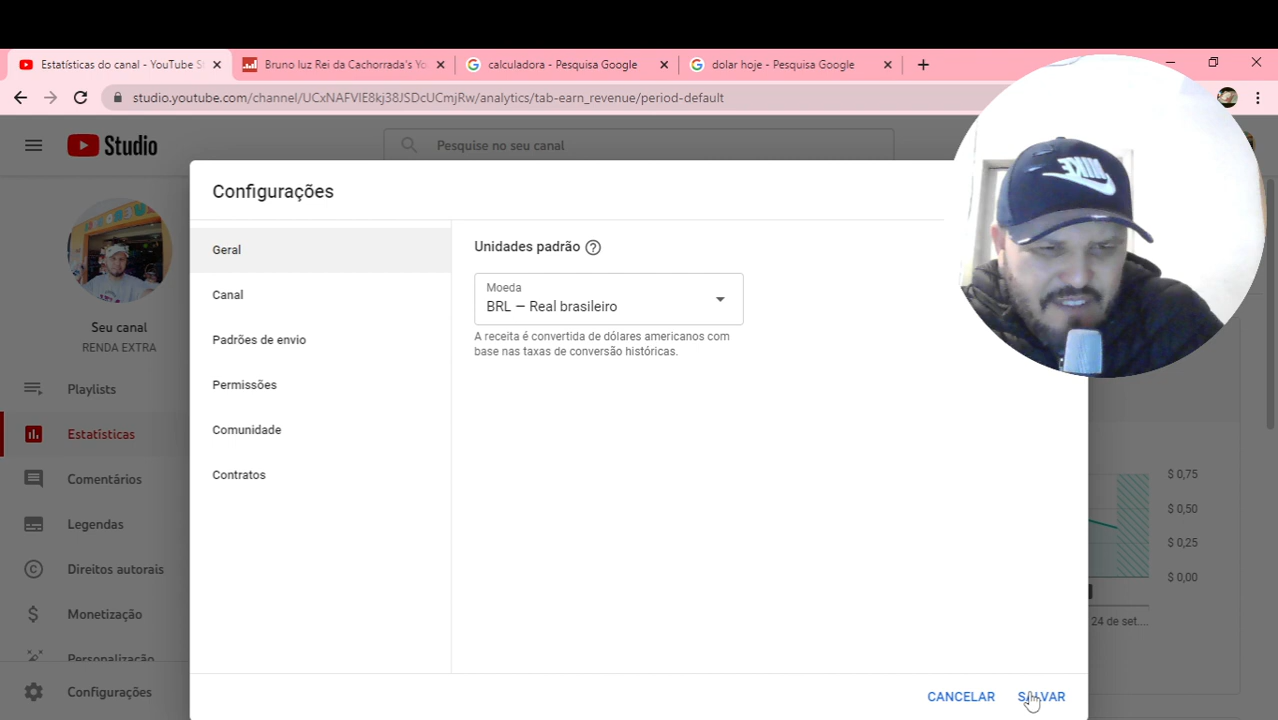 Estatísticas do canal - YouTube S
Bruno luz Rei da Cachorrada's Yo
calculadora - Pesquisa Google
dolar hoje - Pesquisa Google
studio.youtube.com/channel/UCxNAFVlE8kj38JSDcUCmjRw/analytics/tab-earn_revenue/period-default
Studio
Pesquise no seu canal
NIKE
Configurações
Geral
Canal
Padrões de envio
Permissões
Comunidade
Contratos
Unidades padrão
Moeda
BRL — Real brasileiro
A receita é convertida de dólares americanos com
base nas taxas de conversão históricas.
Seu canal
RENDA EXTRA
Playlists
Estatísticas
Comentários
Legendas
Direitos autorais
Monetização
Personalização
Configurações
$ 0,75
$ 0,50
$ 0,25
$ 0,00
24 de set....
CANCELAR
SALVAR